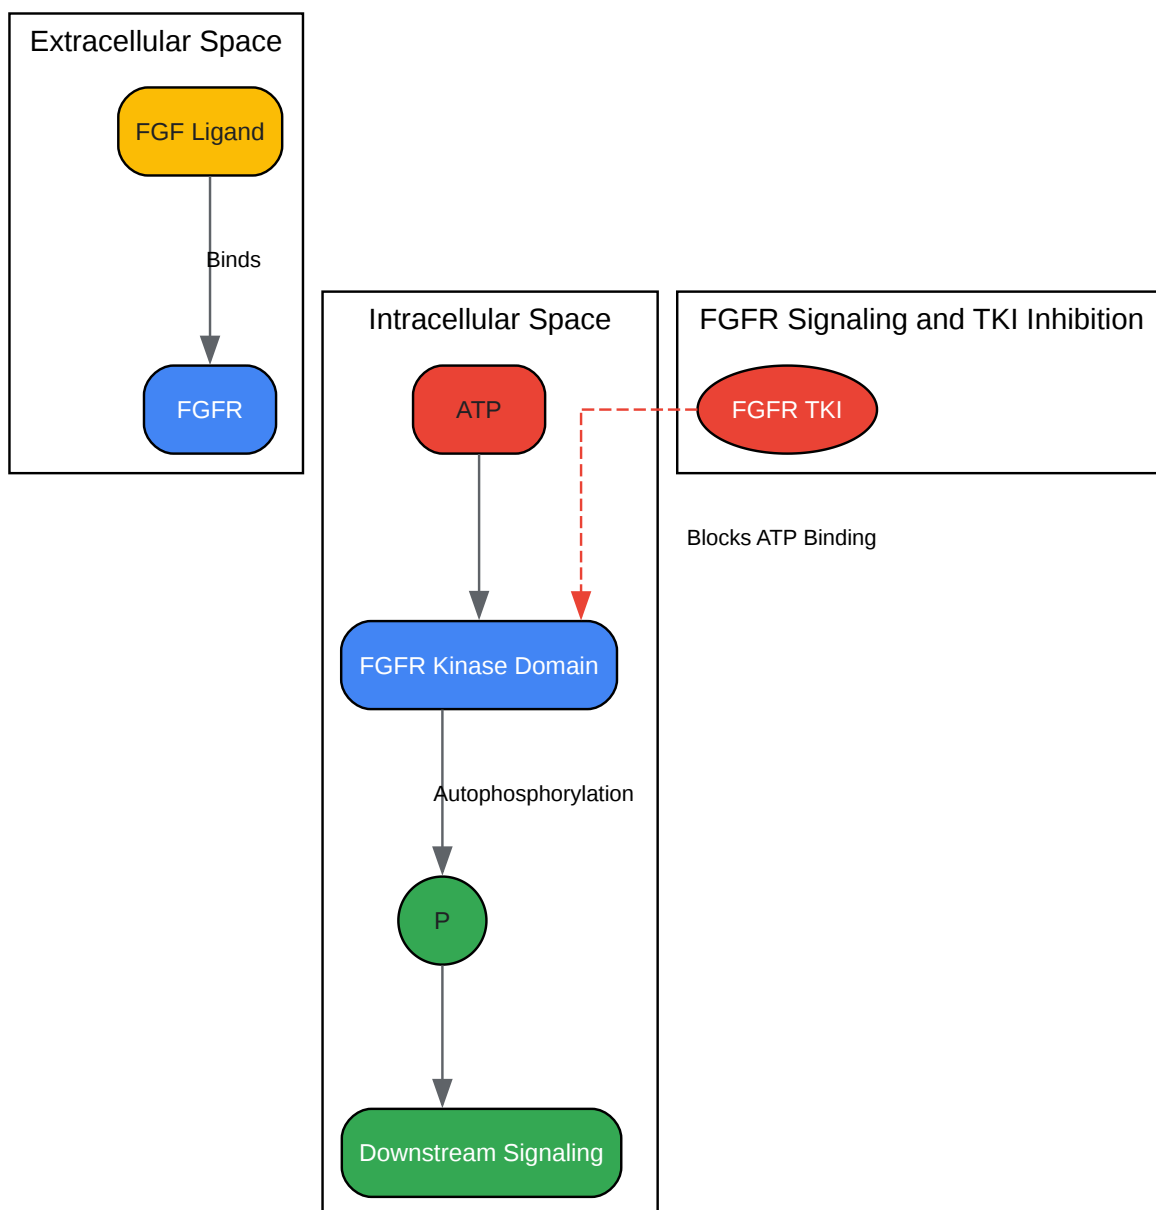 Extracellular Space
FGF Ligand
Binds
FGFR
Intracellular Space
ATP
FGFR Signaling and TKI Inhibition
FGFR TKI
Blocks ATP Binding
FGFR Kinase Domain
Autophosphorylation
P
Downstream Signaling